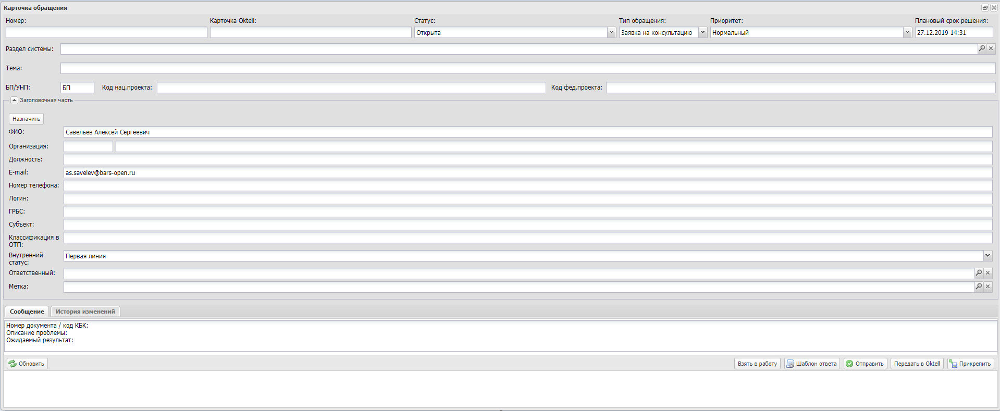 Карточка обращения
Номер: Карточка Oktell: Статус: Тип обращения: Приоритет: Плановый срок решения:
Открыта Заявка на консультацию Нормальный 27.12.2019 14:31
Раздел системы:
Тема:
БП/УНП: БП Код нац.проекта: Код фед.проекта:
Заголовочная часть
Назначить
ФИО: Савельев Алексей Сергеевич
Организация:
Должность:
E-mail: as.savelev@bars-open.ru
Номер телефона:
Логин:
ГРБС:
Субъект:
Классификация в
ОТП:
Внутренний
статус: Первая линия
Ответственный:
Метка:
Сообщение История изменений
Номер документа / код КБК:
Описание проблемы:
Ожидаемый результат:
Обновить Взять в работу Шаблон ответа Отправить Передать в Oktell Прикрепить